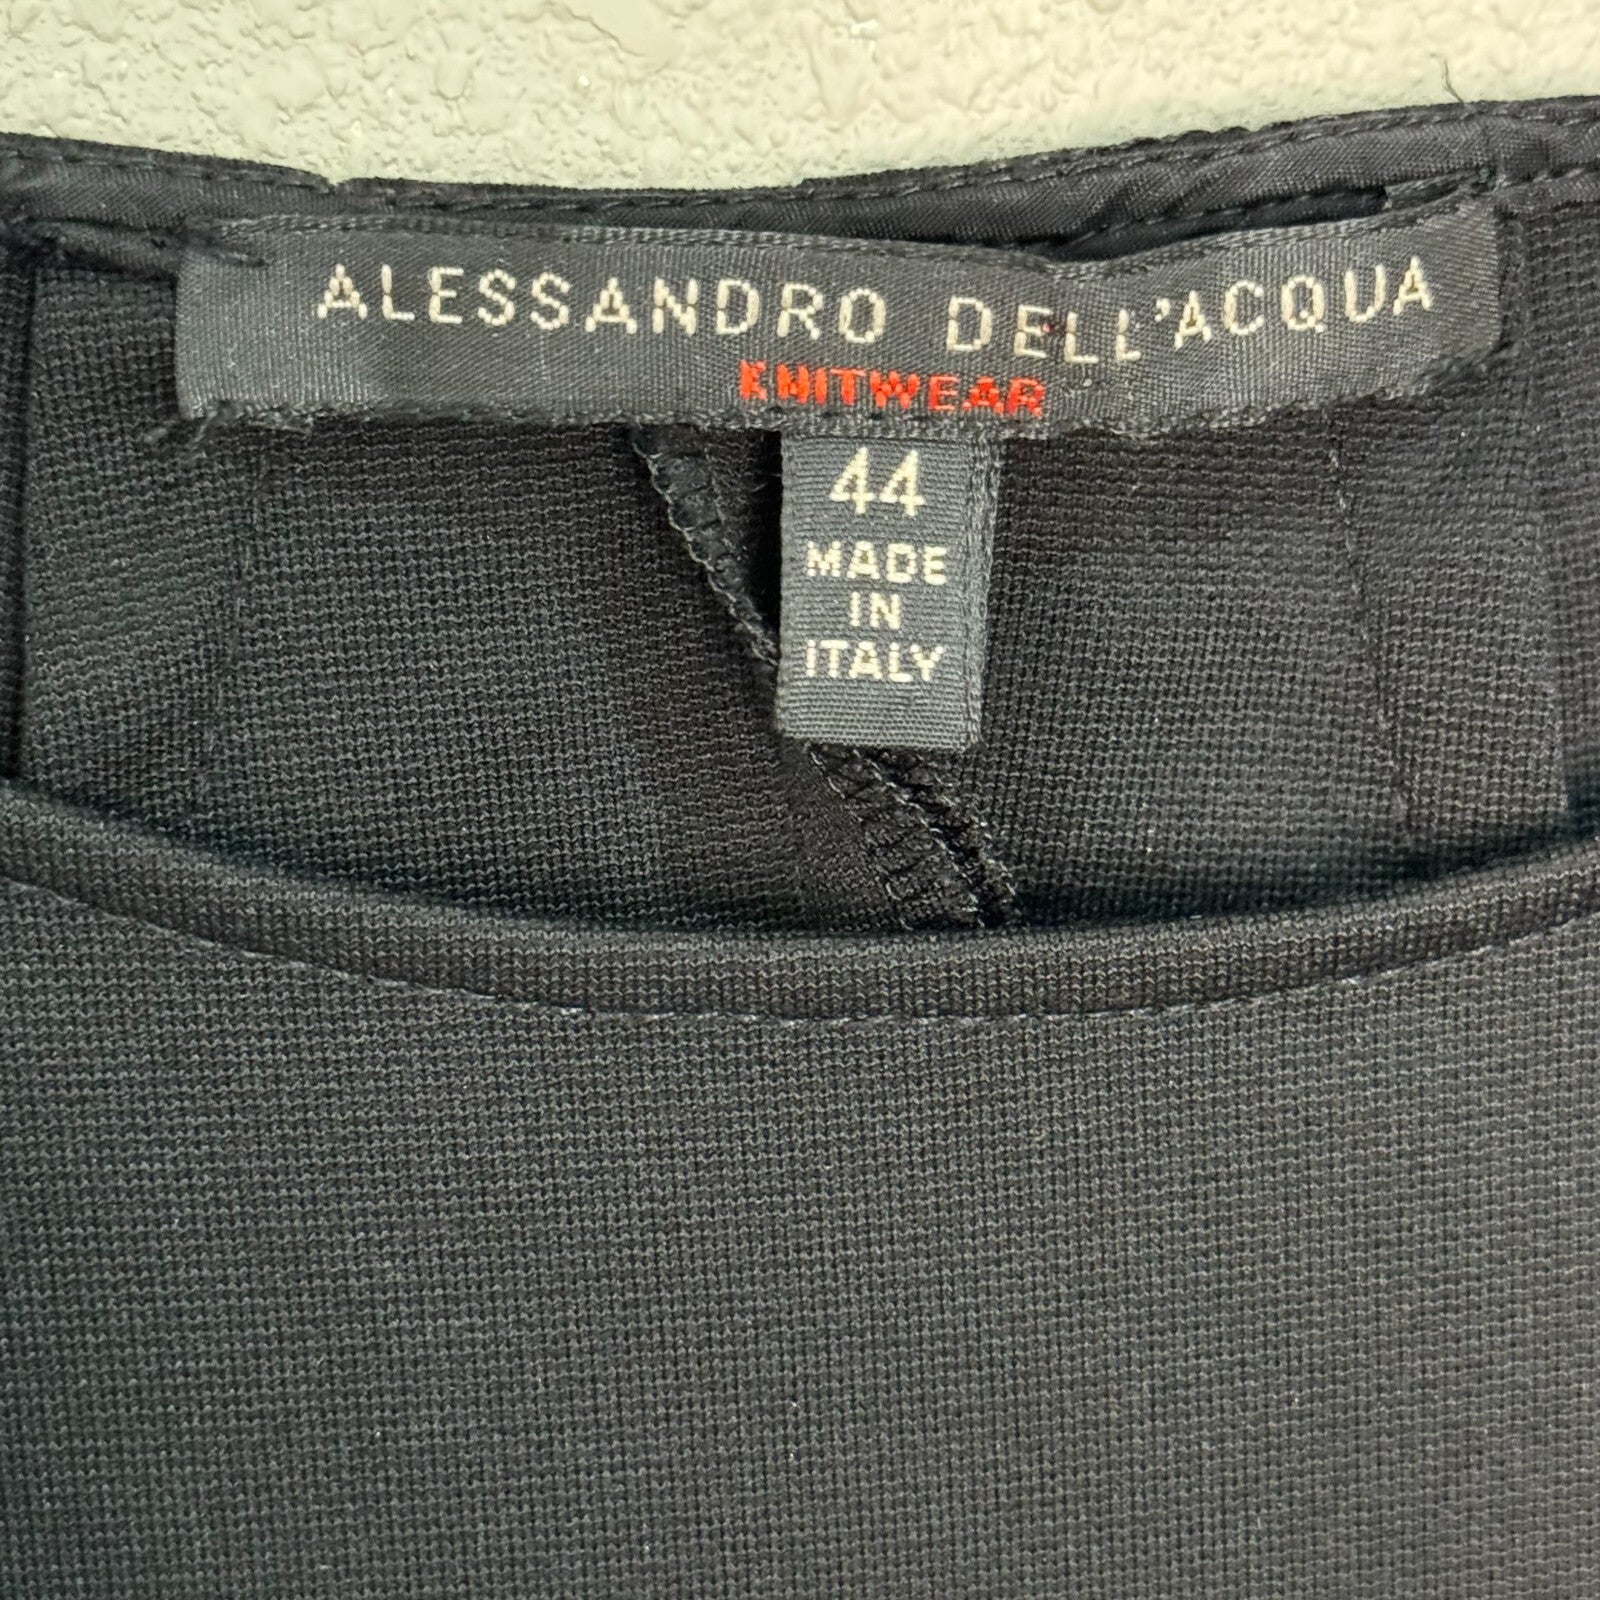 ALESSANDRO DELL'ACQUA
KNITWEAR
44
MADE
IN
ITALY